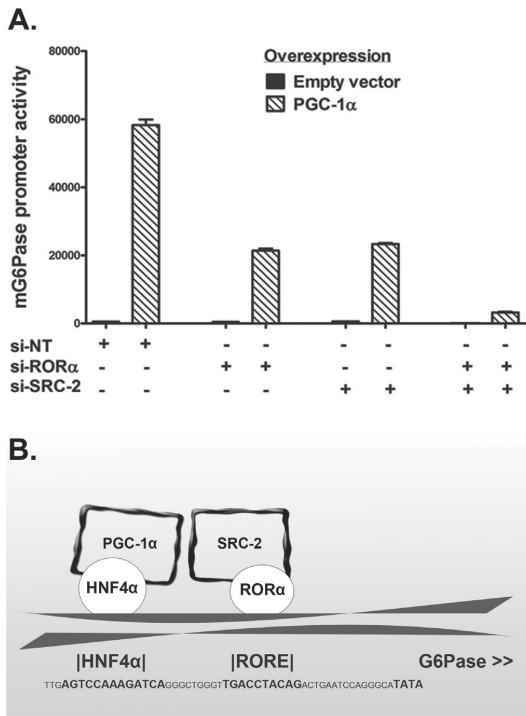 A.
Overexpression
Empty vector
PGC-1α
mG6Pase promoter activity
80000
60000
40000
20000
0
si-NT + + - - - - - -
si-RORα - - + + - - + +
si-SRC-2 - - - - + + + +
B.
PGC-1α SRC-2
HNF4α RORα
|HNF4α| |RORE| G6Pase >>
TTGAGTCCAAAGATCAGGGCTGGGTTGACCTACAGACTGAATCCAGGGCATATA